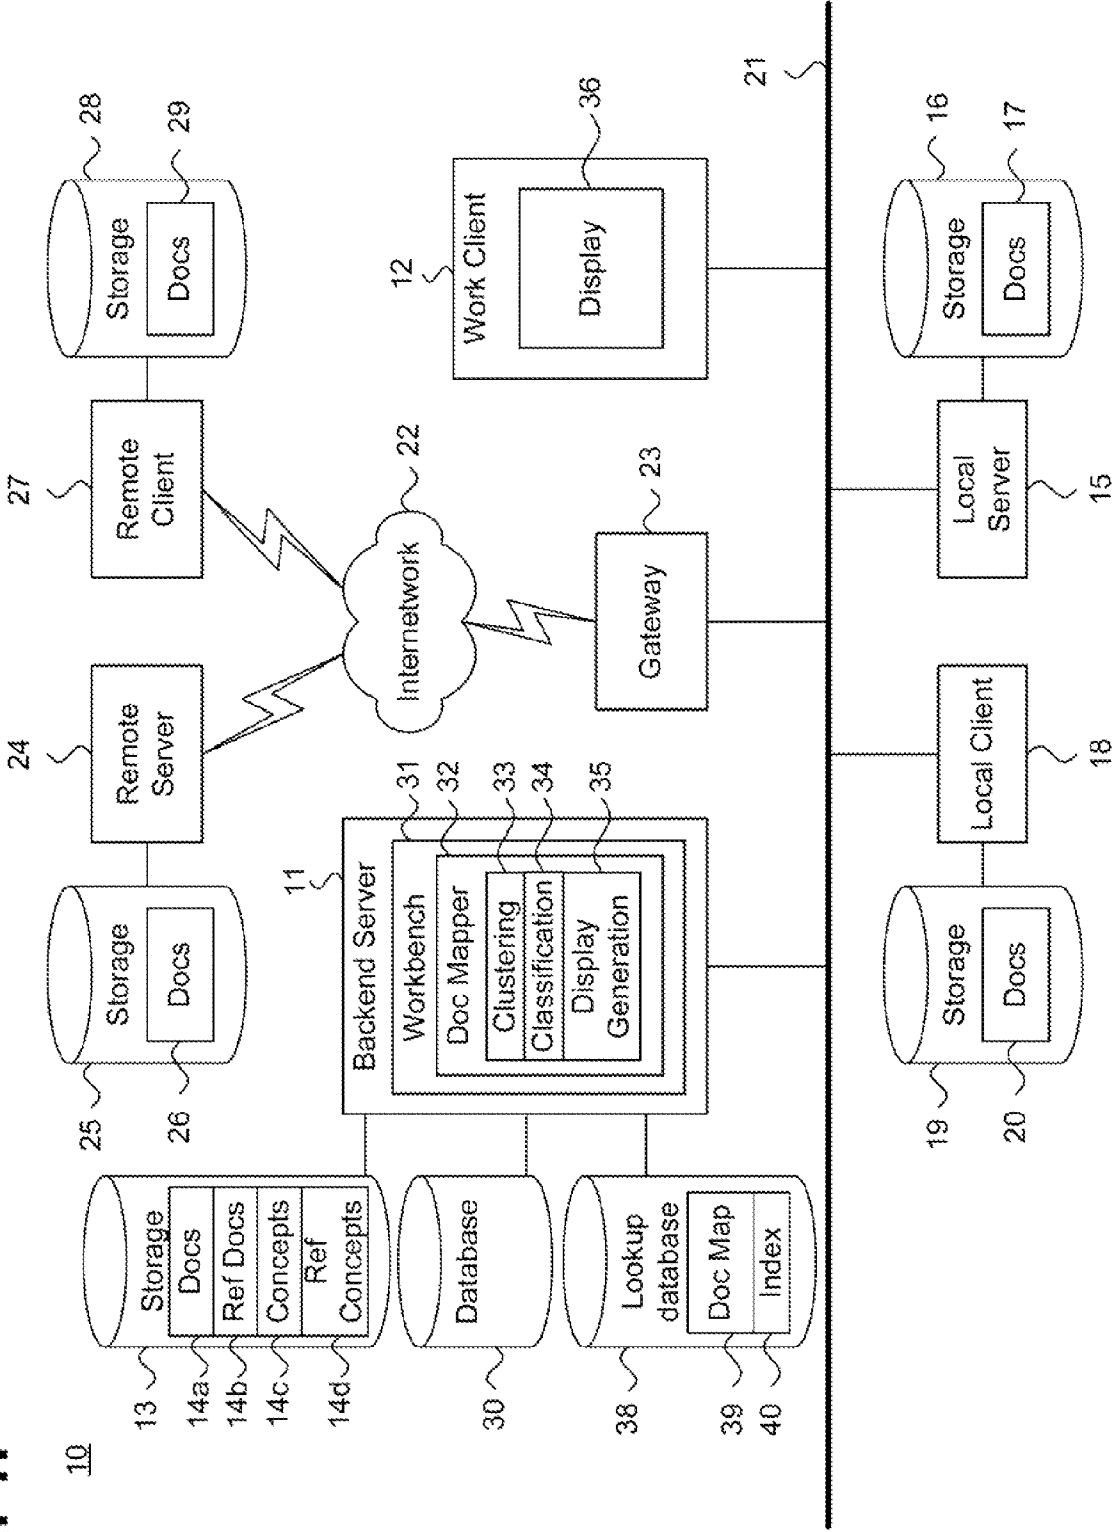 10
13
14a
14b
14c
14d
Storage
Docs
Ref Docs
Concepts
Ref
Concepts
30
Database
38
39
40
Lookup
database
Doc Map
Index
25
26
Storage
Docs
24
Remote
Server
27
Remote
Client
28
29
Storage
Docs
11
Backend Server
31
Workbench
32
Doc Mapper
33
Clustering
34
Classification
35
Display
Generation
22
Internetwork
23
Gateway
12
Work Client
36
Display
21
19
20
Storage
Docs
18
Local Client
15
Local
Server
16
17
Storage
Docs